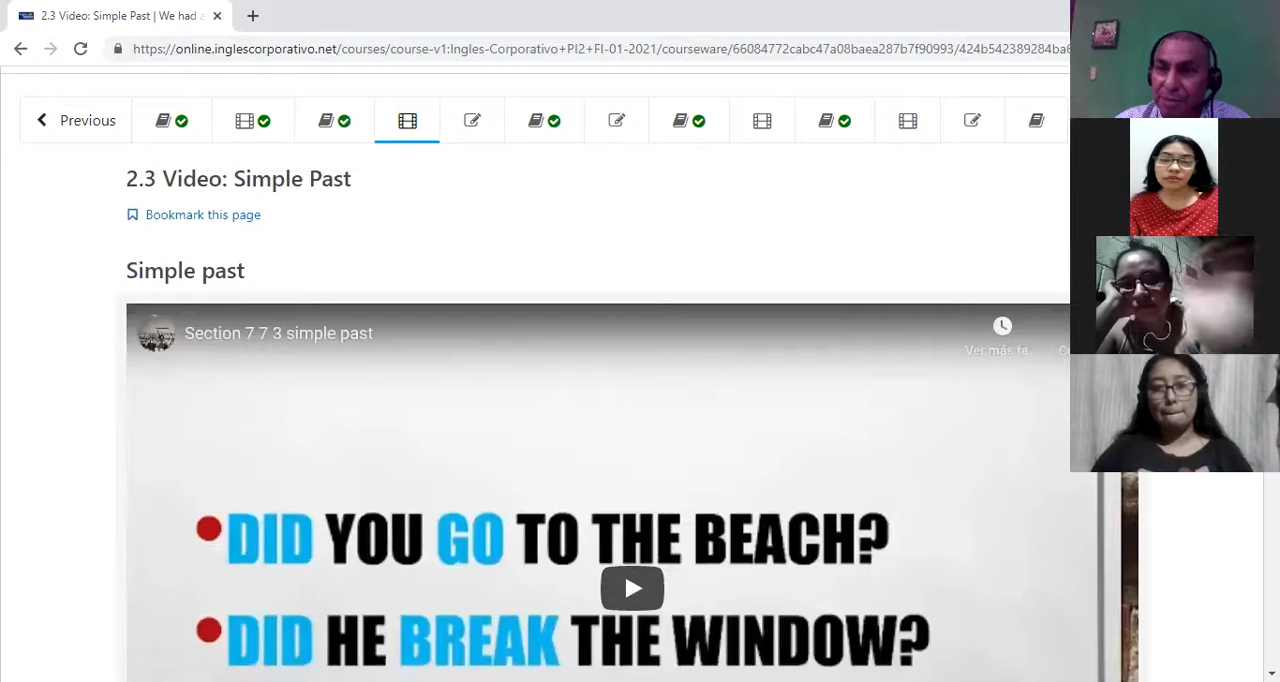 2.3 Video: Simple Past | We had a
https://online.inglescorporativo.net/courses/course-v1:Ingles-Corporativo+PI2+FI-01-2021/courseware/66084772cabc47a08baea287b7f90993/424b542389284ba6
Previous
2.3 Video: Simple Past
Bookmark this page
Simple past
Section 7 7 3 simple past
Ver más ta
DID YOU GO TO THE BEACH?
DID HE BREAK THE WINDOW?